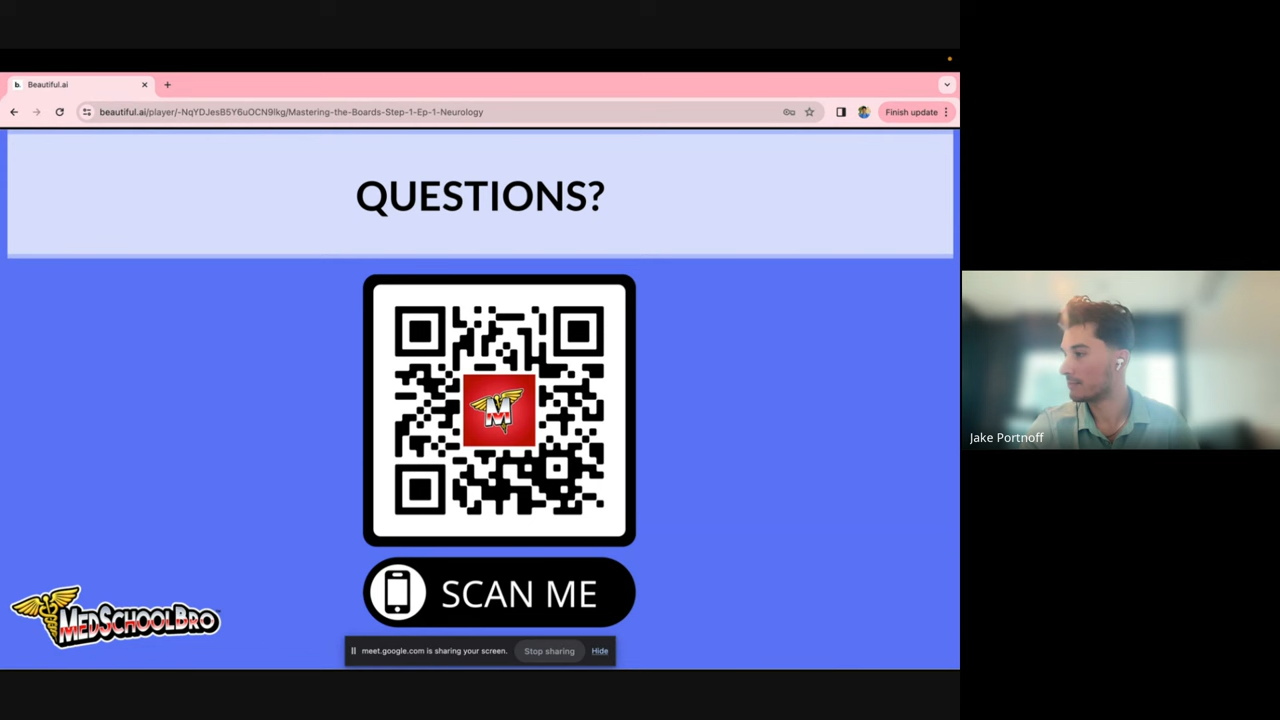 b. Beautiful.ai
beautiful.ai/player/-NqYDJesB5Y6uOCN9lkg/Mastering-the-Boards-Step-1-Ep-1-Neurology
Finish update
QUESTIONS?
M
SCAN ME
MEDSCHOOLBRO
meet.google.com is sharing your screen.
Stop sharing
Hide
Jake Portnoff